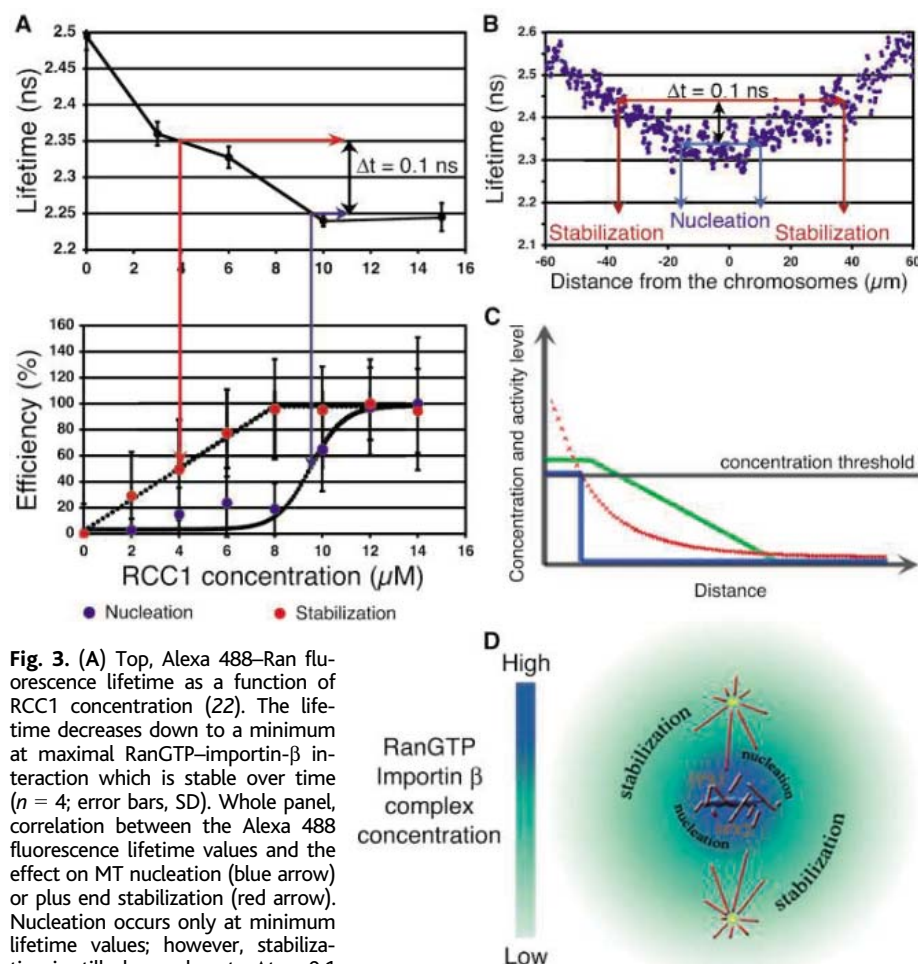 A
2.5
2.45
2.4
2.35
2.3
2.25
2.2
Lifetime (ns)
Δt = 0.1 ns
0 2 4 6 8 10 12 14 16
160
140
120
100
80
60
40
20
0
Efficiency (%)
0 2 4 6 8 10 12 14 16
RCC1 concentration (µM)
Nucleation
Stabilization
B
2.6
2.5
2.4
2.3
2.2
2.1
Lifetime (ns)
Δt = 0.1 ns
Nucleation
Stabilization Stabilization
-60 -40 -20 0 20 40 60
Distance from the chromosomes (µm)
C
Concentration and activity level
concentration threshold
Distance
Fig. 3. (A) Top, Alexa 488–Ran flu-
orescence lifetime as a function of
RCC1 concentration (22). The life-
time decreases down to a minimum
at maximal RanGTP–importin-β in-
teraction which is stable over time
(n = 4; error bars, SD). Whole panel,
correlation between the Alexa 488
fluorescence lifetime values and the
effect on MT nucleation (blue arrow)
or plus end stabilization (red arrow).
Nucleation occurs only at minimum
lifetime values; however, stabiliza-
D
High
RanGTP
Importin β
complex
concentration
Low
stabilization
nucleation
nucleation
stabilization